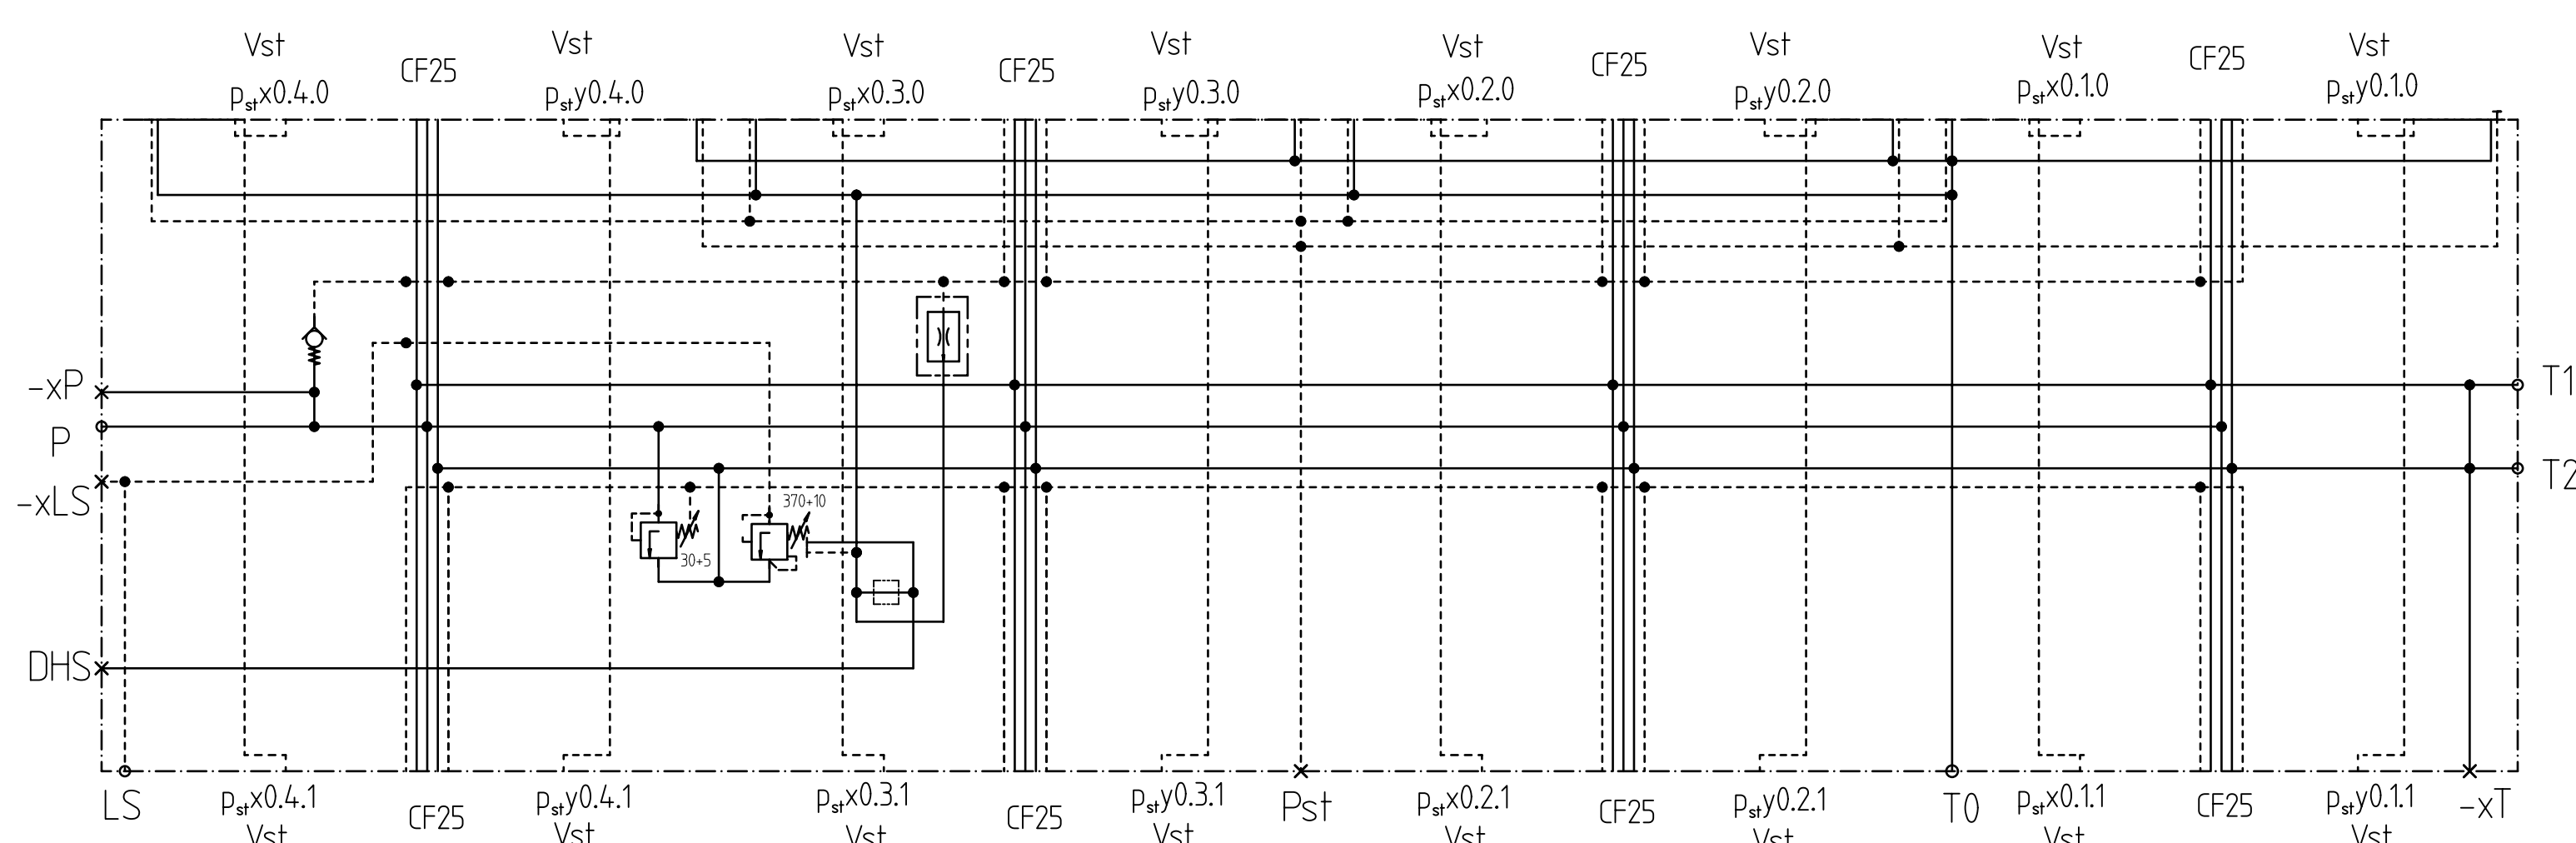 Vst Vst Vst Vst Vst Vst Vst Vst
CF25 CF25 CF25 CF25
pstx0.4.0 psty0.4.0 pstx0.3.0 psty0.3.0 pstx0.2.0 psty0.2.0 pstx0.1.0 psty0.1.0
-xP T1
P
T2
-xLS
370+10
30+5
DHS
LS pstx0.4.1 CF25 psty0.4.1 pstx0.3.1 CF25 psty0.3.1 Pst pstx0.2.1 CF25 psty0.2.1 T0 pstx0.1.1 CF25 psty0.1.1 -xT
Vst Vst Vst Vst Vst Vst Vst Vst